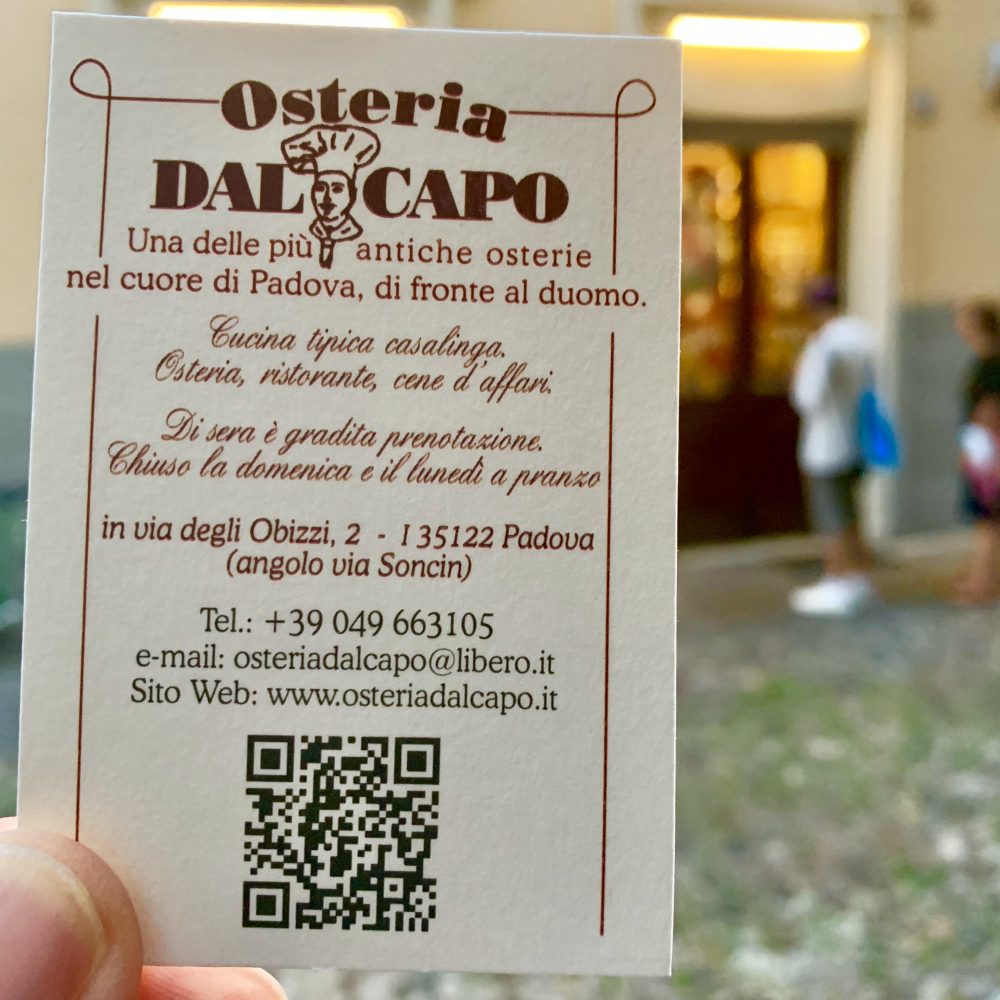 Osteria
DAL CAPO
Una delle più antiche osterie
nel cuore di Padova, di fronte al duomo.
Cucina tipica casalinga.
Osteria, ristorante, cene d'affari.
Di sera è gradita prenotazione.
Chiuso la domenica e il lunedì a pranzo
in via degli Obizzi, 2 - I 35122 Padova
(angolo via Soncin)
Tel.: +39 049 663105
e-mail: osteriadalcapo@libero.it
Sito Web: www.osteriadalcapo.it